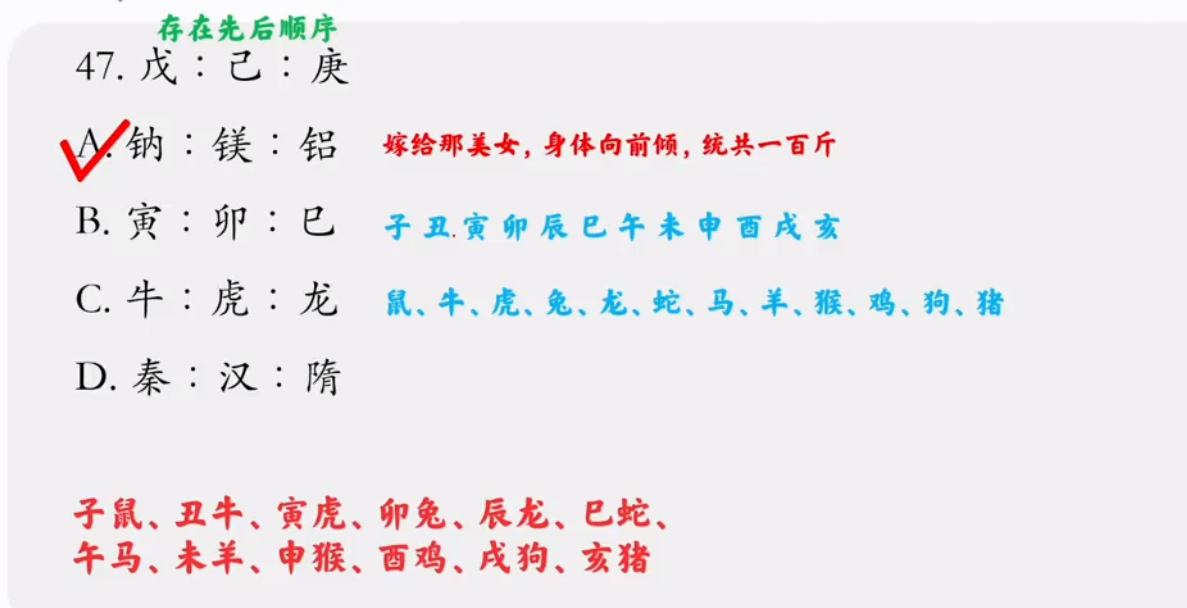 存在先后顺序
47. 戊：己：庚
A. 钠：镁：铝 嫁给那美女，身体向前倾，统共一百斤
B. 寅：卯：巳 子丑寅卯辰巳午未申酉戌亥
C. 牛：虎：龙 鼠、牛、虎、兔、龙、蛇、马、羊、猴、鸡、狗、猪
D. 秦：汉：隋
子鼠、丑牛、寅虎、卯兔、辰龙、巳蛇、
午马、未羊、申猴、酉鸡、戌狗、亥猪